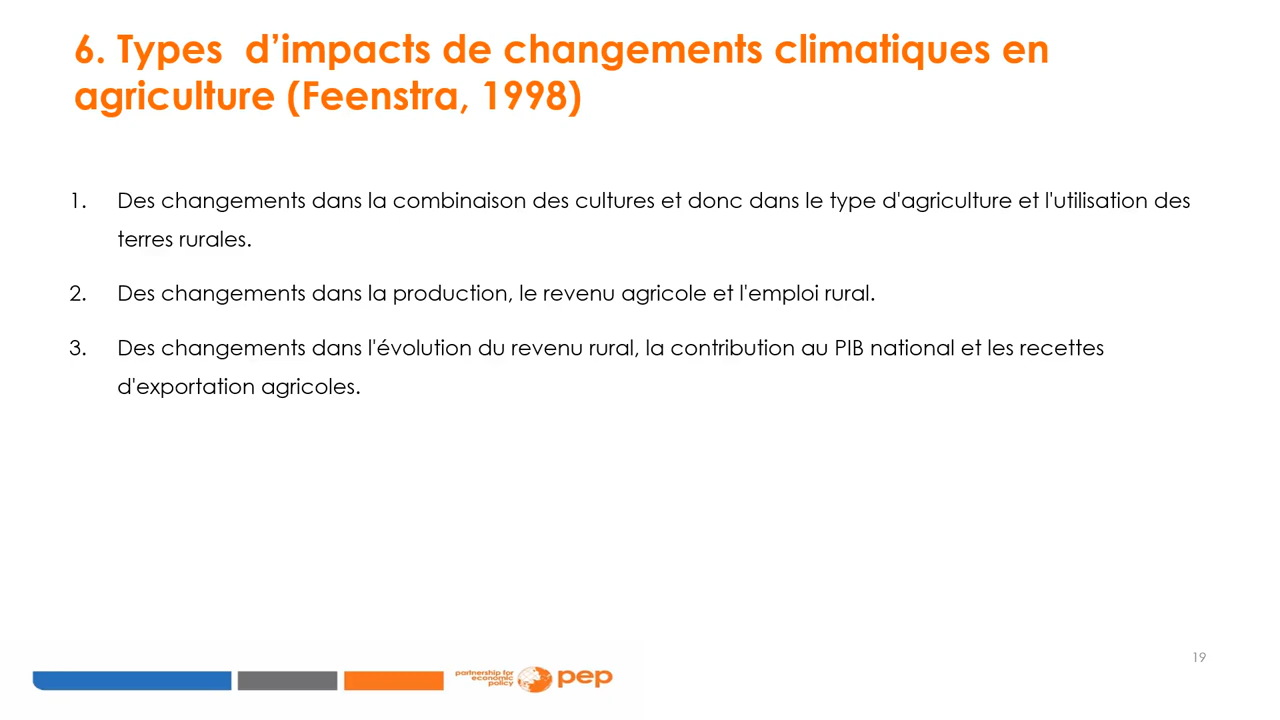 6. Types  d’impacts de changements climatiques en
agriculture (Feenstra, 1998)
1. Des changements dans la combinaison des cultures et donc dans le type d'agriculture et l'utilisation des
terres rurales.
2. Des changements dans la production, le revenu agricole et l'emploi rural.
3. Des changements dans l'évolution du revenu rural, la contribution au PIB national et les recettes
d'exportation agricoles.
19
partnership for
economic
policy
pep